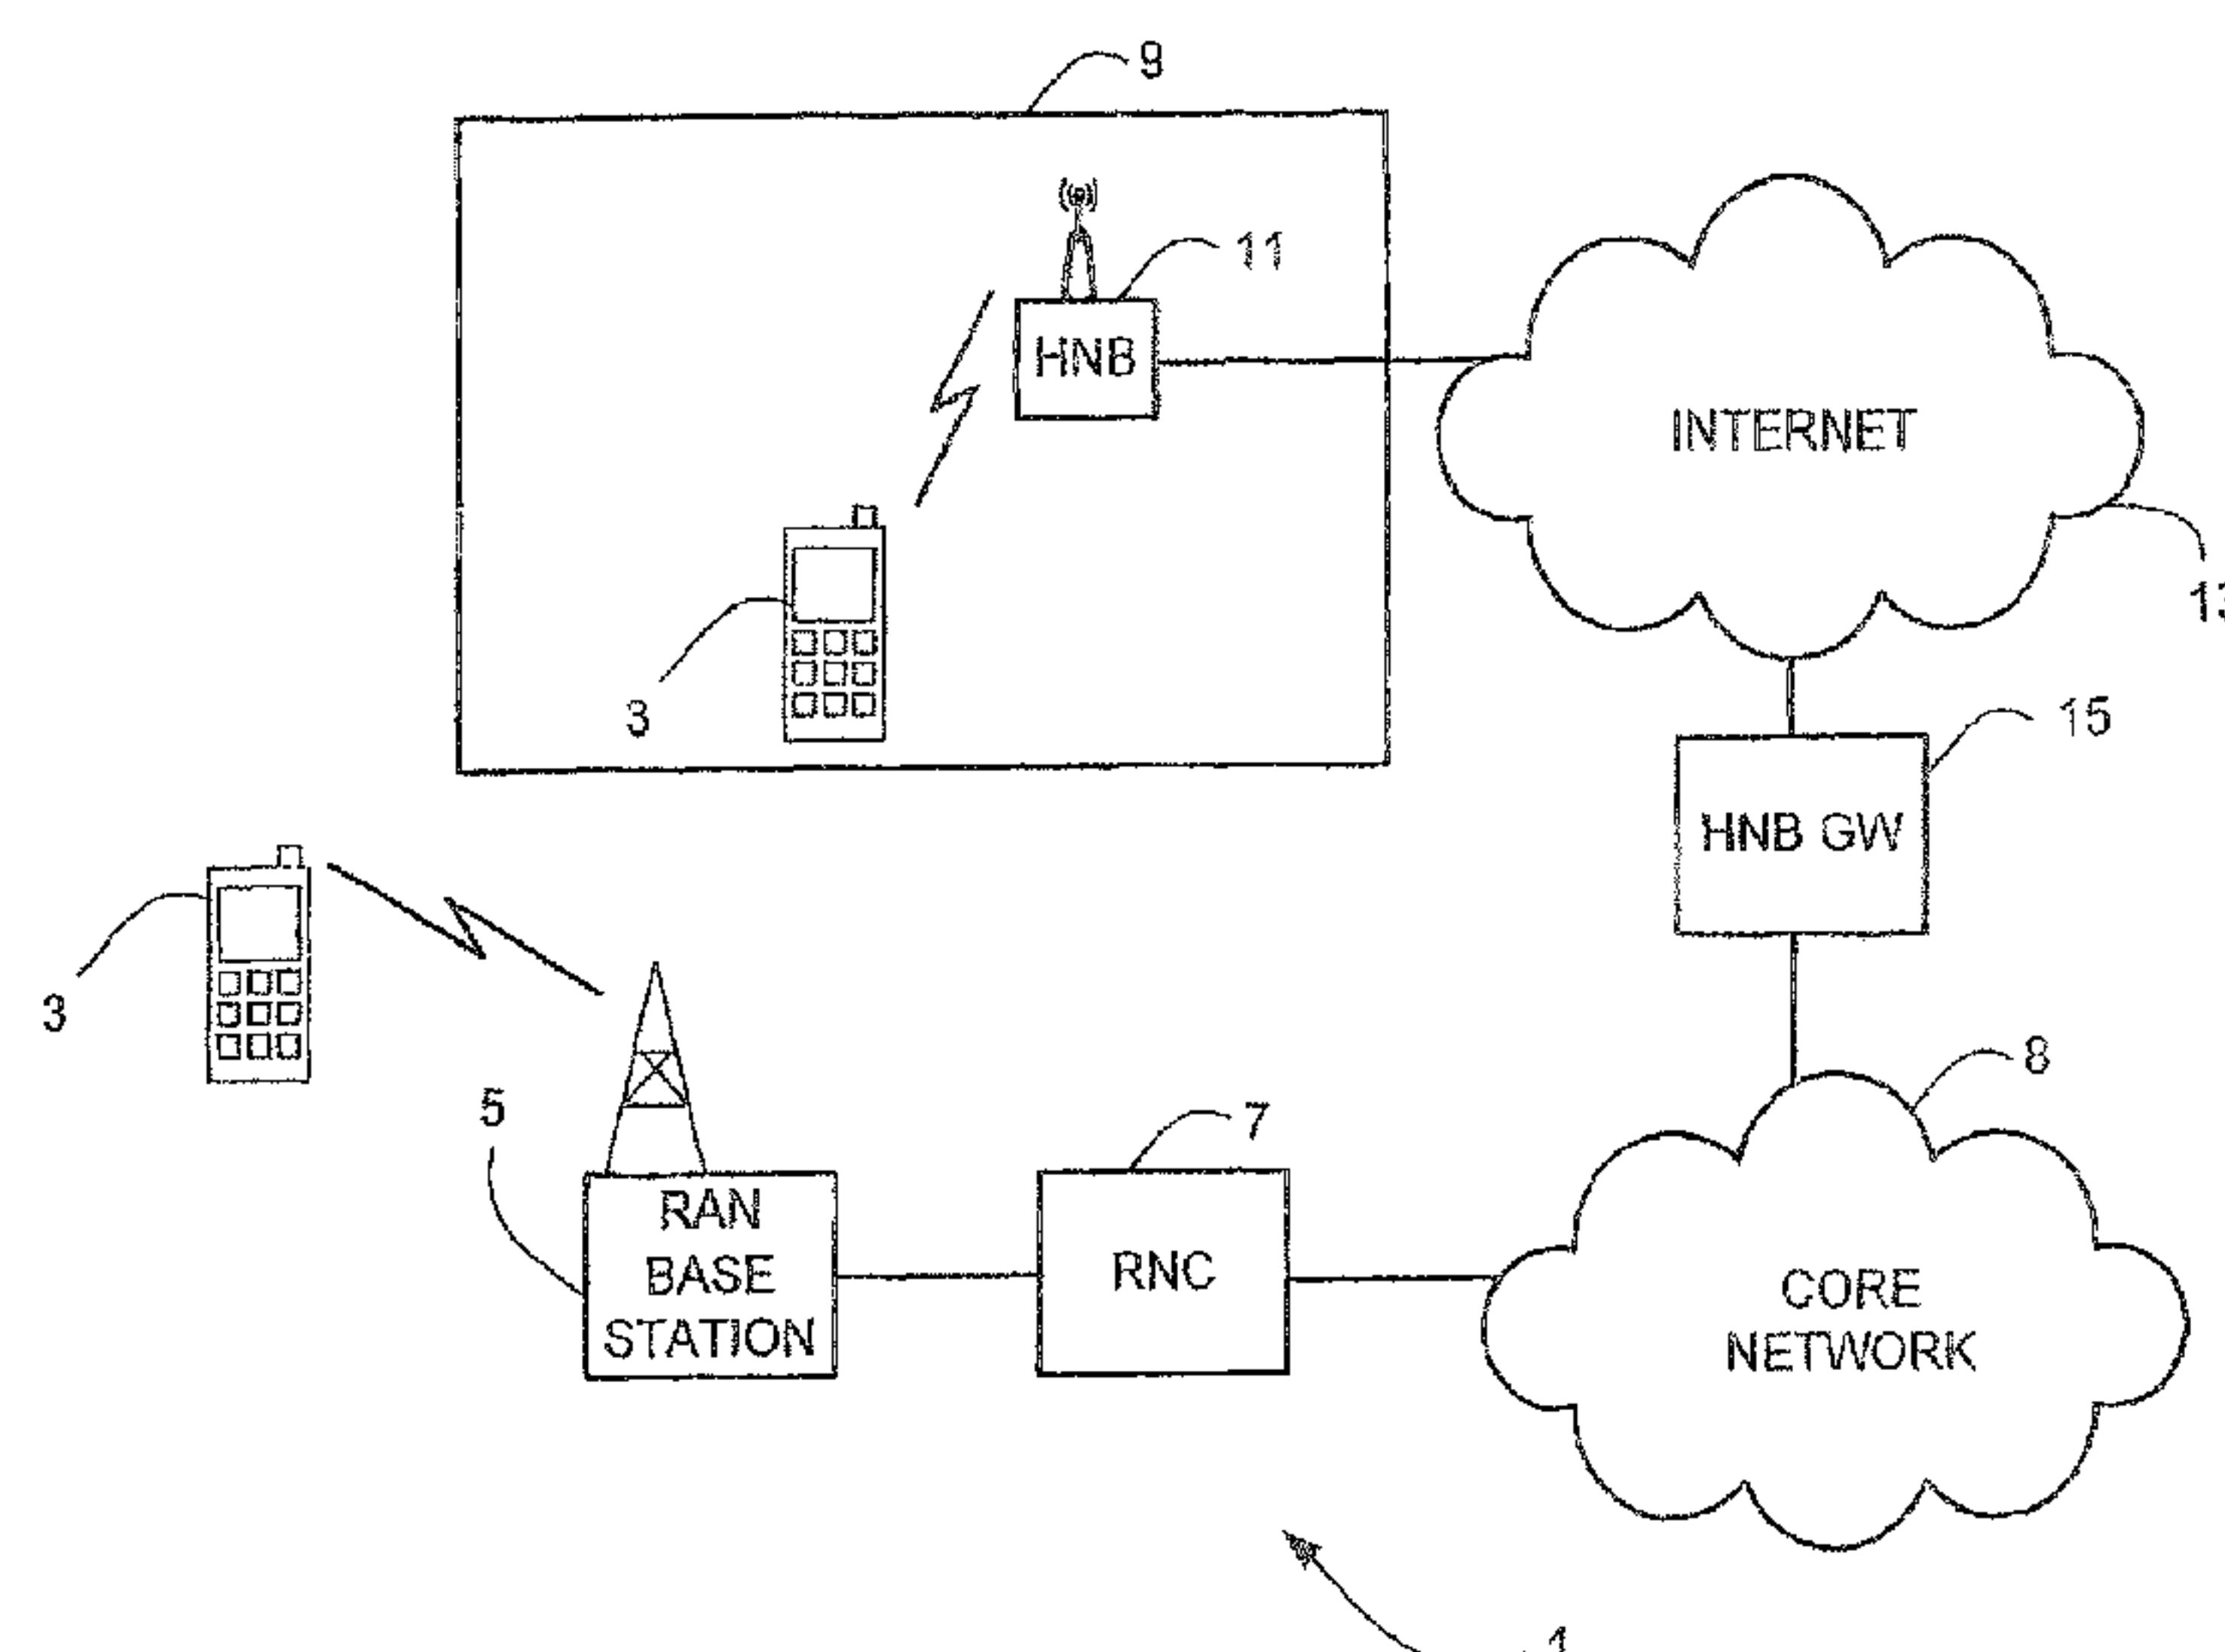 9
11
HNB
INTERNET
13
3
15
HNB GW
3
8
5
7
RAN
BASE
STATION
RNC
CORE
NETWORK
1